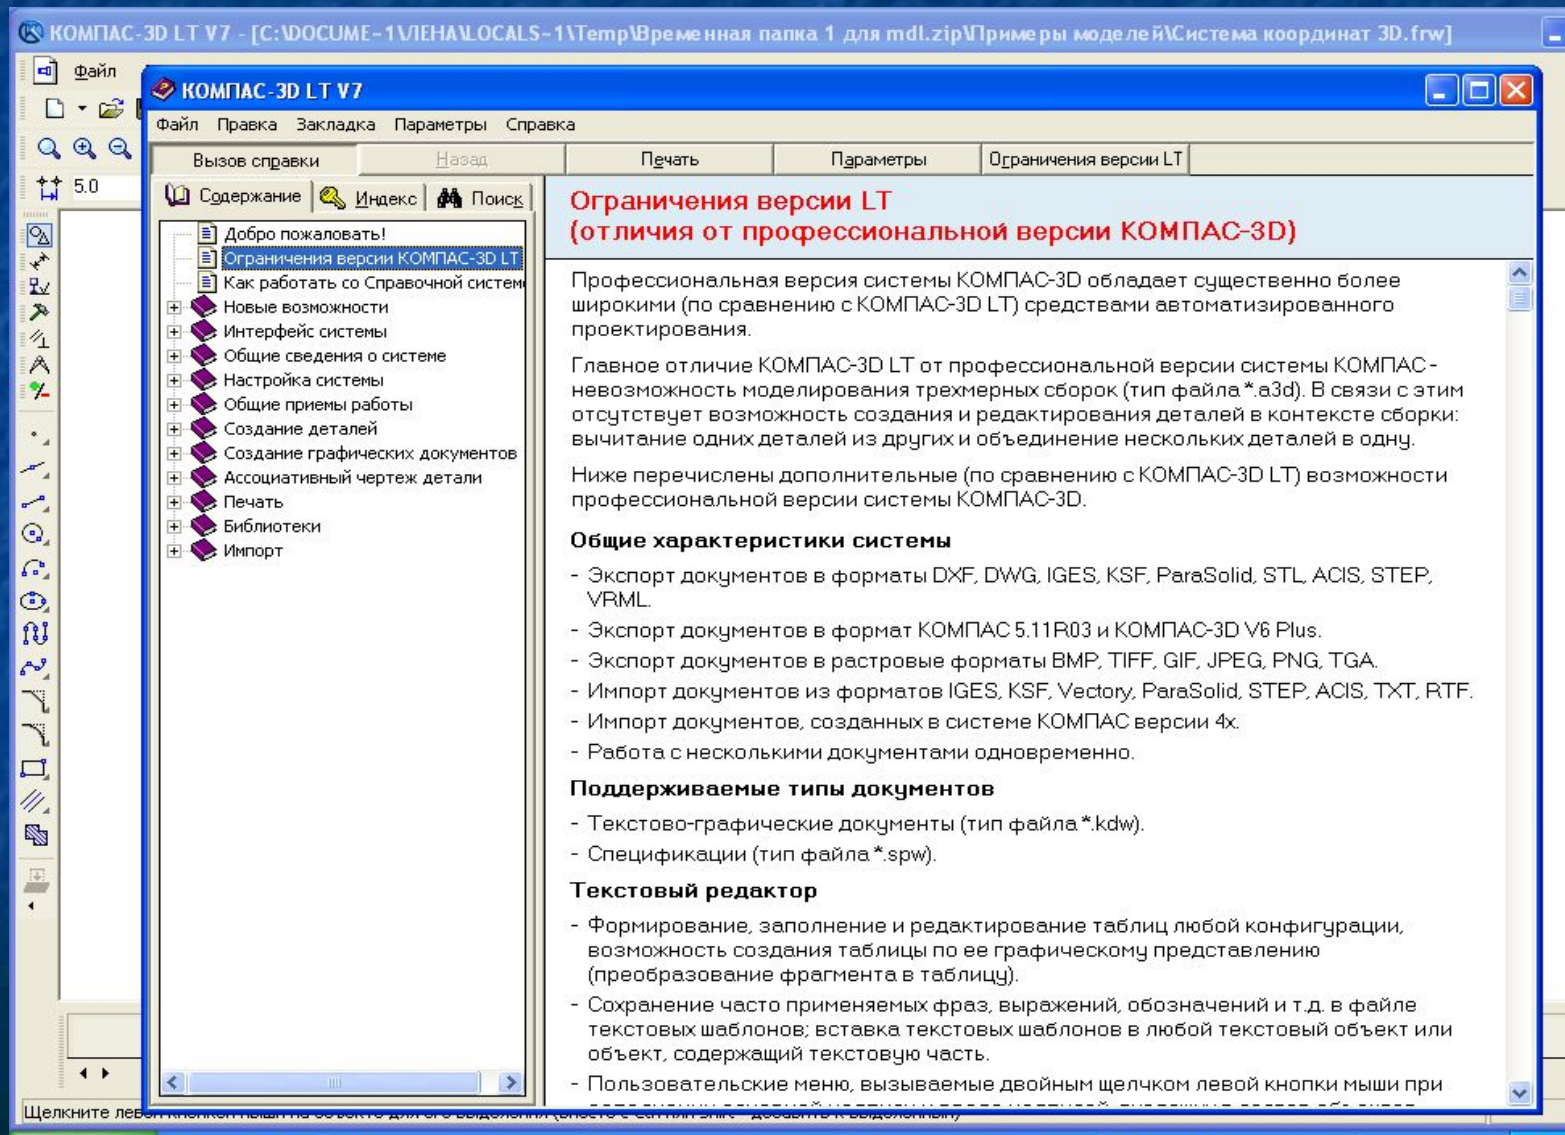 КОМПАС-3D LT V7 - [C:\DOCUME~1\ЛЕНА\LOCALS~1\Temp\Временная папка 1 для mdl.zip\Примеры моделей\Система координат 3D.frw]
Файл
КОМПАС-3D LT V7
Файл Правка Закладка Параметры Справка
Вызов справки Назад Печать Параметры Ограничения версии LT
5.0
Содержание Индекс Поиск
Добро пожаловать!
Ограничения версии КОМПАС-3D LT
Как работать со Справочной систем
Новые возможности
Интерфейс системы
Общие сведения о системе
Настройка системы
Общие приемы работы
Создание деталей
Создание графических документов
Ассоциативный чертеж детали
Печать
Библиотеки
Импорт
Ограничения версии LT
(отличия от профессиональной версии КОМПАС-3D)
Профессиональная версия системы КОМПАС-3D обладает существенно более
широкими (по сравнению с КОМПАС-3D LT) средствами автоматизированного
проектирования.
Главное отличие КОМПАС-3D LT от профессиональной версии системы КОМПАС -
невозможность моделирования трехмерных сборок (тип файла *.a3d). В связи с этим
отсутствует возможность создания и редактирования деталей в контексте сборки:
вычитание одних деталей из других и объединение нескольких деталей в одну.
Ниже перечислены дополнительные (по сравнению с КОМПАС-3D LT) возможности
профессиональной версии системы КОМПАС-3D.
Общие характеристики системы
- Экспорт документов в форматы DXF, DWG, IGES, KSF, ParaSolid, STL, ACIS, STEP,
VRML.
- Экспорт документов в формат КОМПАС 5.11R03 и КОМПАС-3D V6 Plus.
- Экспорт документов в растровые форматы BMP, TIFF, GIF, JPEG, PNG, TGA.
- Импорт документов из форматов IGES, KSF, Vectory, ParaSolid, STEP, ACIS, TXT, RTF.
- Импорт документов, созданных в системе КОМПАС версии 4x.
- Работа с несколькими документами одновременно.
Поддерживаемые типы документов
- Текстово-графические документы (тип файла *.kdw).
- Спецификации (тип файла *.spw).
Текстовый редактор
- Формирование, заполнение и редактирование таблиц любой конфигурации,
возможность создания таблицы по ее графическому представлению
(преобразование фрагмента в таблицу).
- Сохранение часто применяемых фраз, выражений, обозначений и т.д. в файле
текстовых шаблонов; вставка текстовых шаблонов в любой текстовый объект или
объект, содержащий текстовую часть.
- Пользовательские меню, вызываемые двойным щелчком левой кнопки мыши при
Щелкните